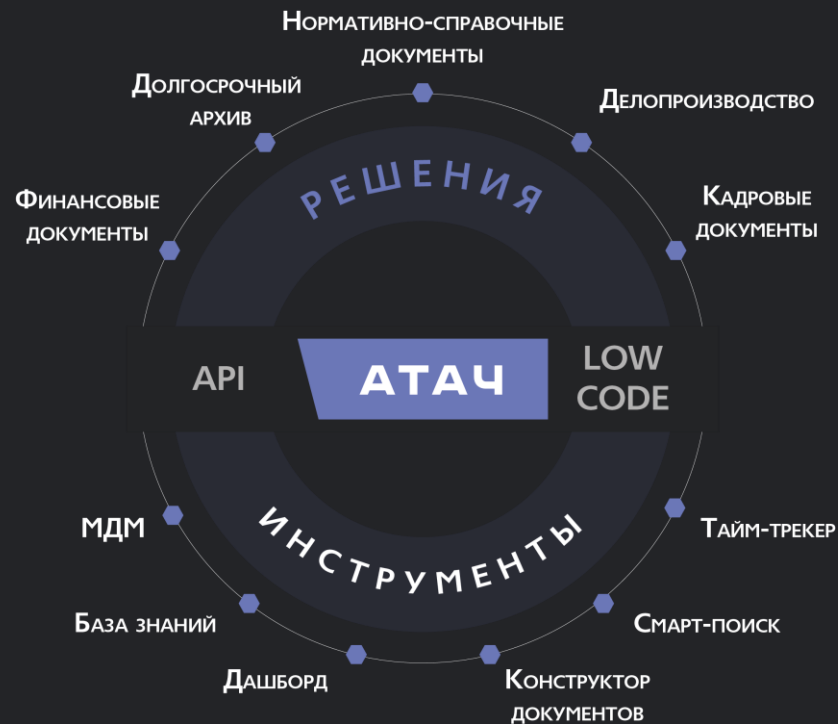 Нормативно-справочные
документы
Долгосрочный
архив
Делопроизводство
Финансовые
документы
Кадровые
документы
РЕШЕНИЯ
API
АТАЧ
LOW
CODE
ИНСТРУМЕНТЫ
МДМ
Тайм-трекер
База знаний
Смарт-поиск
Дашборд
Конструктор
документов